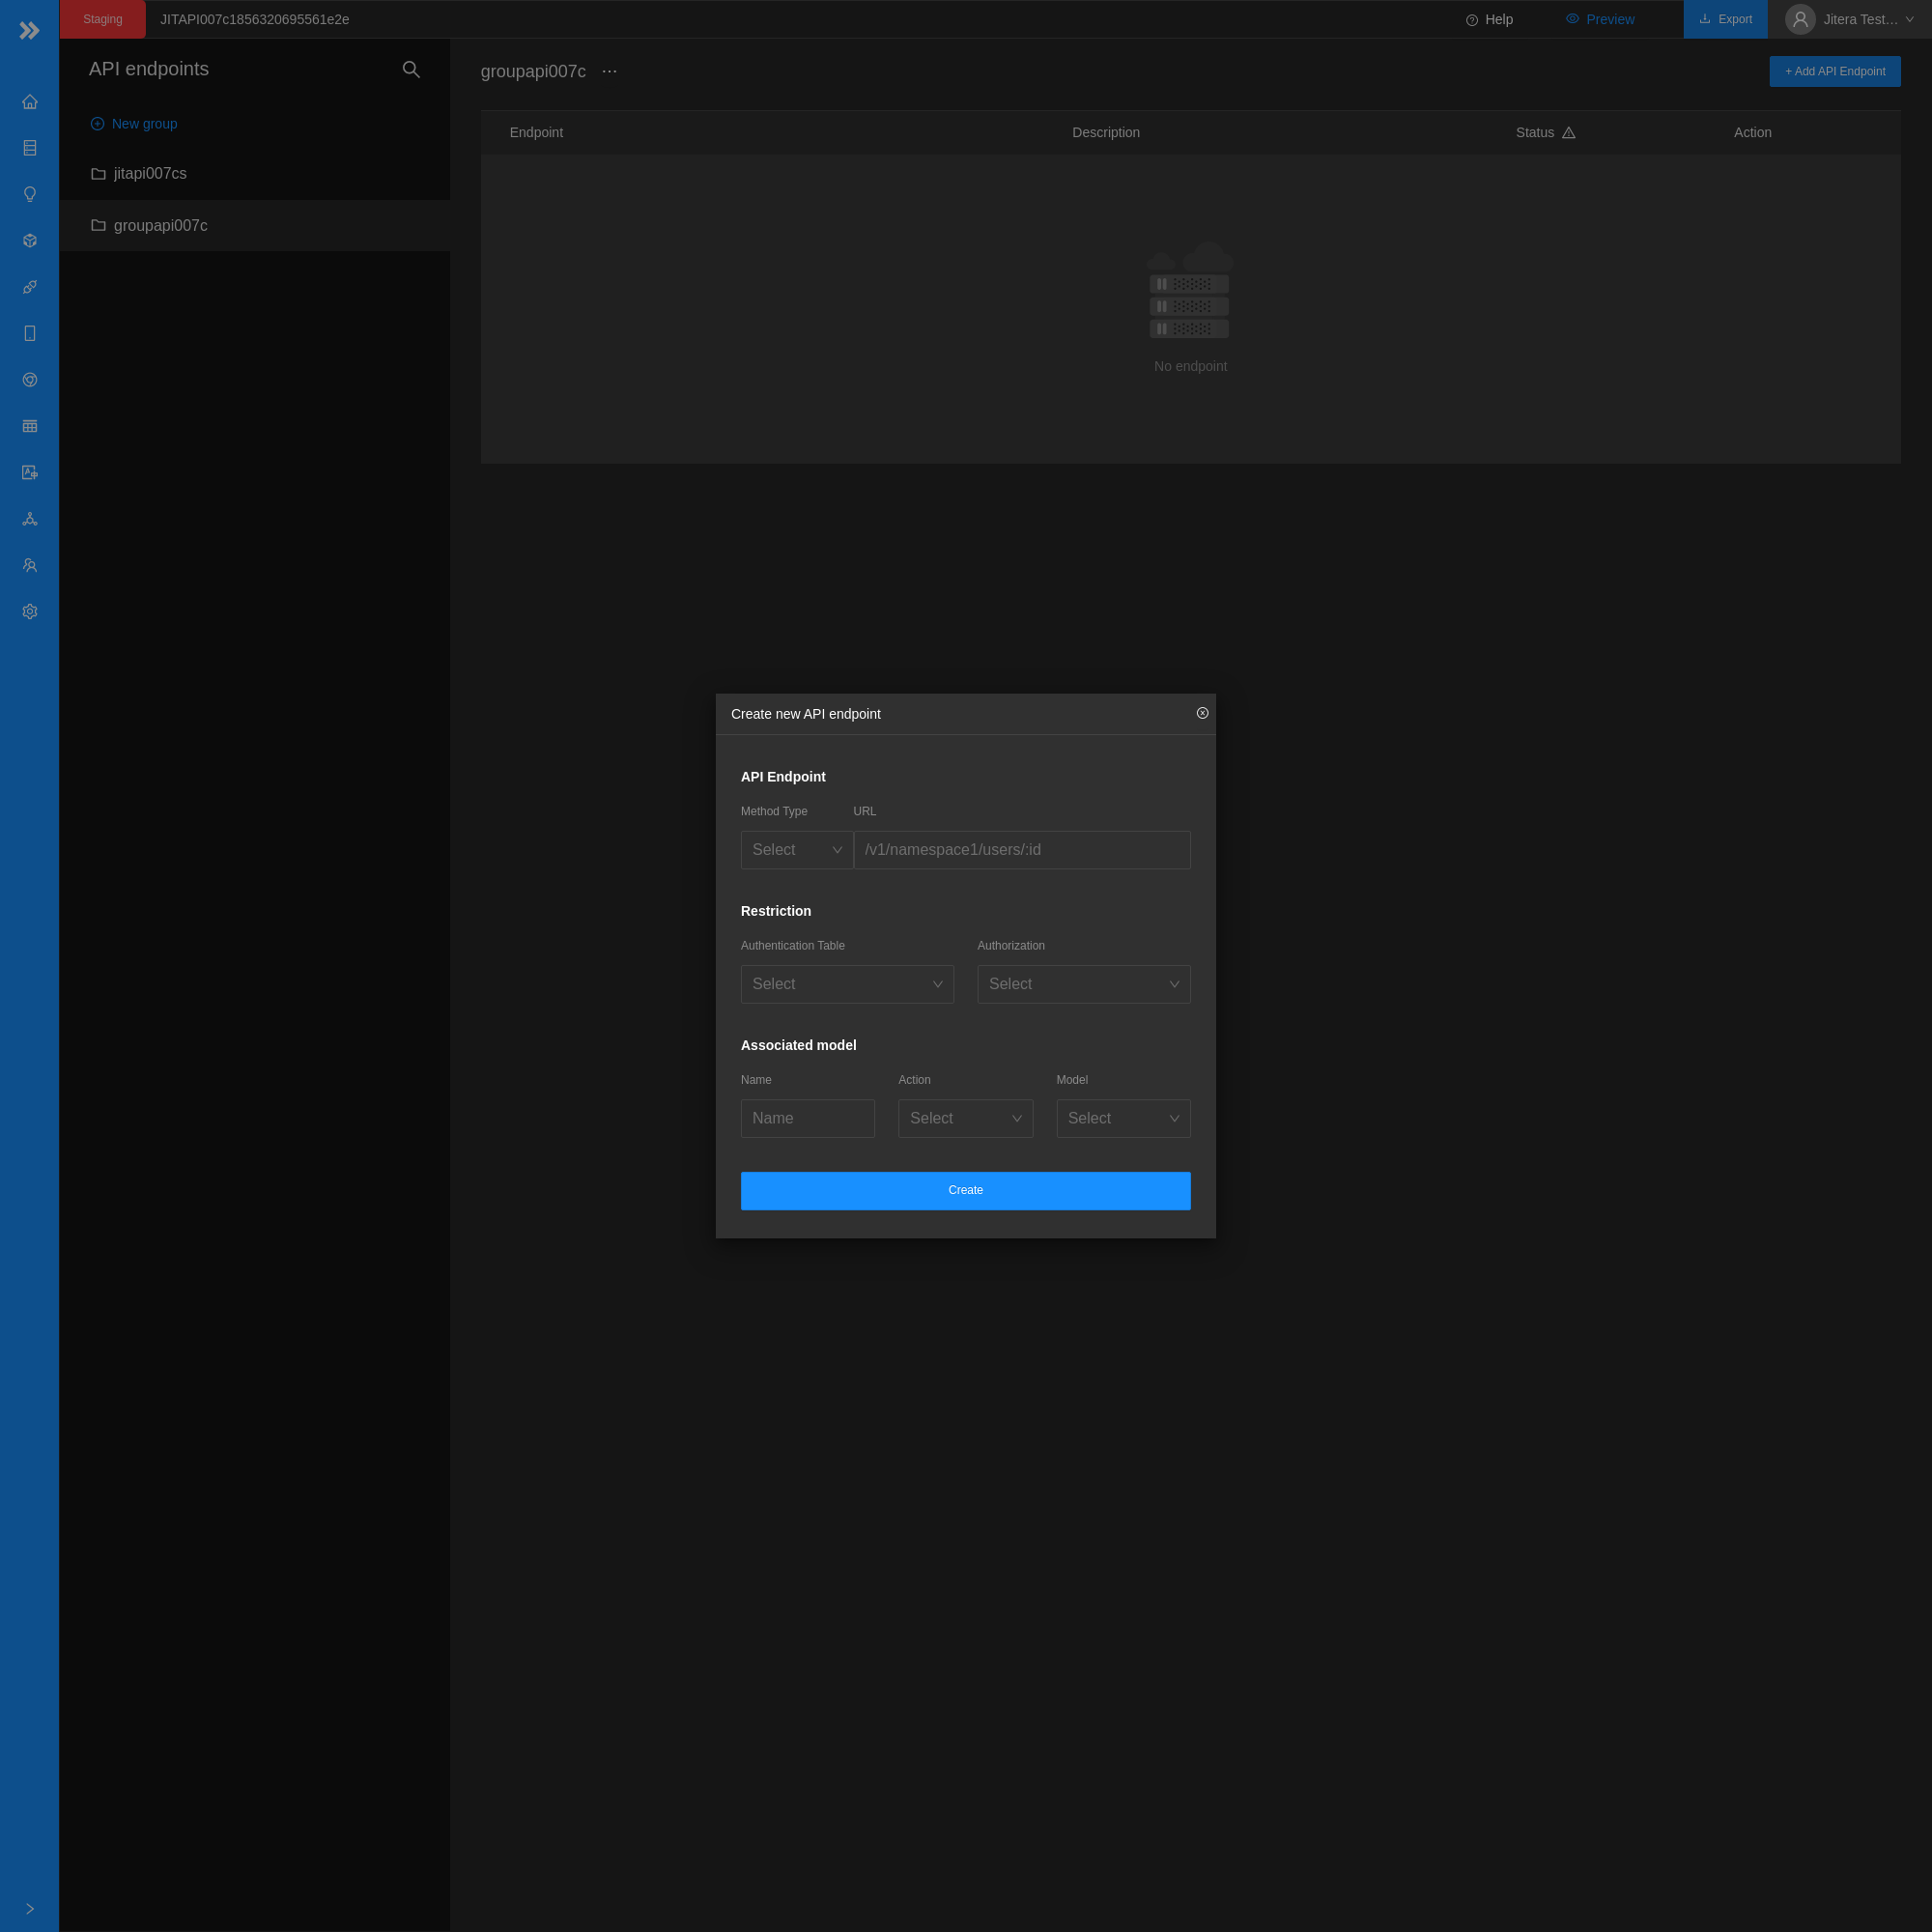 Staging
JITAPI007c1856320695561e2e
Help
Preview
Export
Jitera Test...
API endpoints
New group
jitapi007cs
groupapi007c
groupapi007c ...
+ Add API Endpoint
Endpoint Description Status Action
No endpoint
Create new API endpoint
API Endpoint
Method Type URL
Select /v1/namespace1/users/:id
Restriction
Authentication Table Authorization
Select Select
Associated model
Name Action Model
Name Select Select
Create